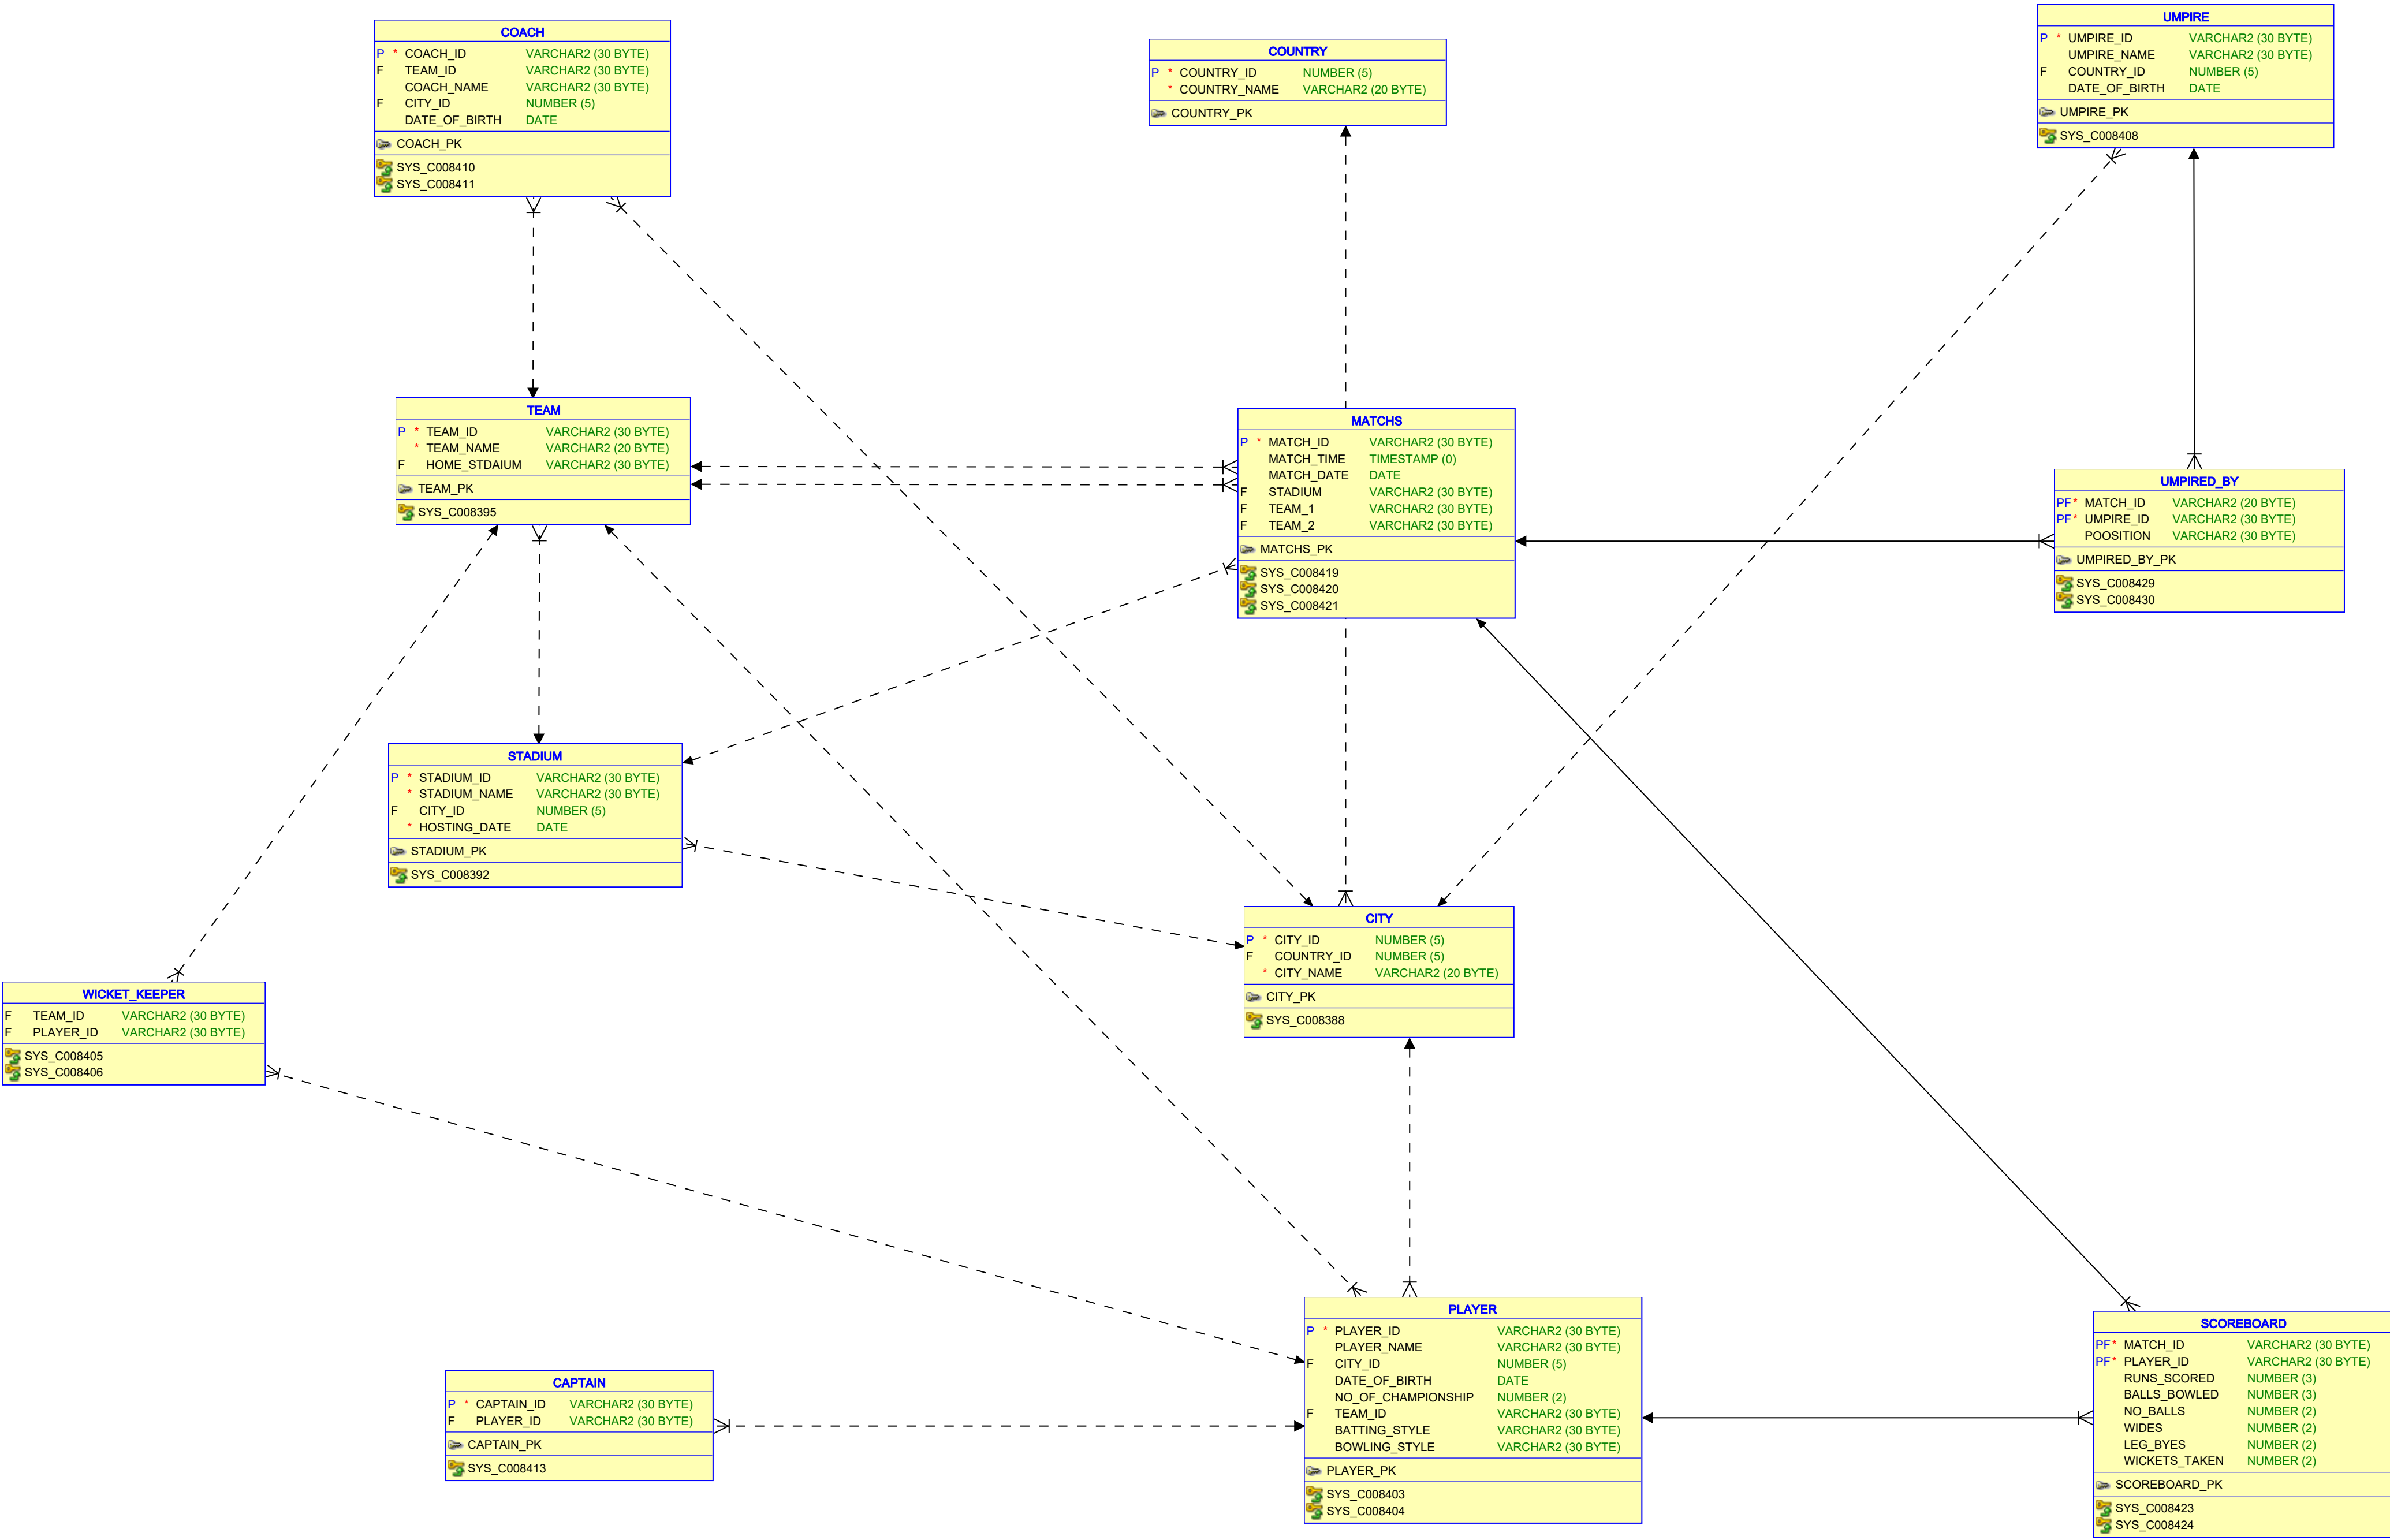 COACH
P * COACH_ID VARCHAR2 (30 BYTE)
F TEAM_ID VARCHAR2 (30 BYTE)
COACH_NAME VARCHAR2 (30 BYTE)
F CITY_ID NUMBER (5)
DATE_OF_BIRTH DATE
COACH_PK
SYS_C008410
SYS_C008411
COUNTRY
P * COUNTRY_ID NUMBER (5)
* COUNTRY_NAME VARCHAR2 (20 BYTE)
COUNTRY_PK
UMPIRE
P * UMPIRE_ID VARCHAR2 (30 BYTE)
UMPIRE_NAME VARCHAR2 (30 BYTE)
F COUNTRY_ID NUMBER (5)
DATE_OF_BIRTH DATE
UMPIRE_PK
SYS_C008408
TEAM
P * TEAM_ID VARCHAR2 (30 BYTE)
* TEAM_NAME VARCHAR2 (20 BYTE)
F HOME_STDAIUM VARCHAR2 (30 BYTE)
TEAM_PK
SYS_C008395
MATCHS
P * MATCH_ID VARCHAR2 (30 BYTE)
MATCH_TIME TIMESTAMP (0)
MATCH_DATE DATE
F STADIUM VARCHAR2 (30 BYTE)
F TEAM_1 VARCHAR2 (30 BYTE)
F TEAM_2 VARCHAR2 (30 BYTE)
MATCHS_PK
SYS_C008419
SYS_C008420
SYS_C008421
UMPIRED_BY
PF * MATCH_ID VARCHAR2 (20 BYTE)
PF * UMPIRE_ID VARCHAR2 (30 BYTE)
POOSITION VARCHAR2 (30 BYTE)
UMPIRED_BY_PK
SYS_C008429
SYS_C008430
STADIUM
P * STADIUM_ID VARCHAR2 (30 BYTE)
* STADIUM_NAME VARCHAR2 (30 BYTE)
F CITY_ID NUMBER (5)
* HOSTING_DATE DATE
STADIUM_PK
SYS_C008392
CITY
P * CITY_ID NUMBER (5)
F COUNTRY_ID NUMBER (5)
* CITY_NAME VARCHAR2 (20 BYTE)
CITY_PK
SYS_C008388
WICKET_KEEPER
F TEAM_ID VARCHAR2 (30 BYTE)
F PLAYER_ID VARCHAR2 (30 BYTE)
SYS_C008405
SYS_C008406
CAPTAIN
P * CAPTAIN_ID VARCHAR2 (30 BYTE)
F PLAYER_ID VARCHAR2 (30 BYTE)
CAPTAIN_PK
SYS_C008413
PLAYER
P * PLAYER_ID VARCHAR2 (30 BYTE)
PLAYER_NAME VARCHAR2 (30 BYTE)
F CITY_ID NUMBER (5)
DATE_OF_BIRTH DATE
NO_OF_CHAMPIONSHIP NUMBER (2)
F TEAM_ID VARCHAR2 (30 BYTE)
BATTING_STYLE VARCHAR2 (30 BYTE)
BOWLING_STYLE VARCHAR2 (30 BYTE)
PLAYER_PK
SYS_C008403
SYS_C008404
SCOREBOARD
PF * MATCH_ID VARCHAR2 (30 BYTE)
PF * PLAYER_ID VARCHAR2 (30 BYTE)
RUNS_SCORED NUMBER (3)
BALLS_BOWLED NUMBER (3)
NO_BALLS NUMBER (2)
WIDES NUMBER (2)
LEG_BYES NUMBER (2)
WICKETS_TAKEN NUMBER (2)
SCOREBOARD_PK
SYS_C008423
SYS_C008424